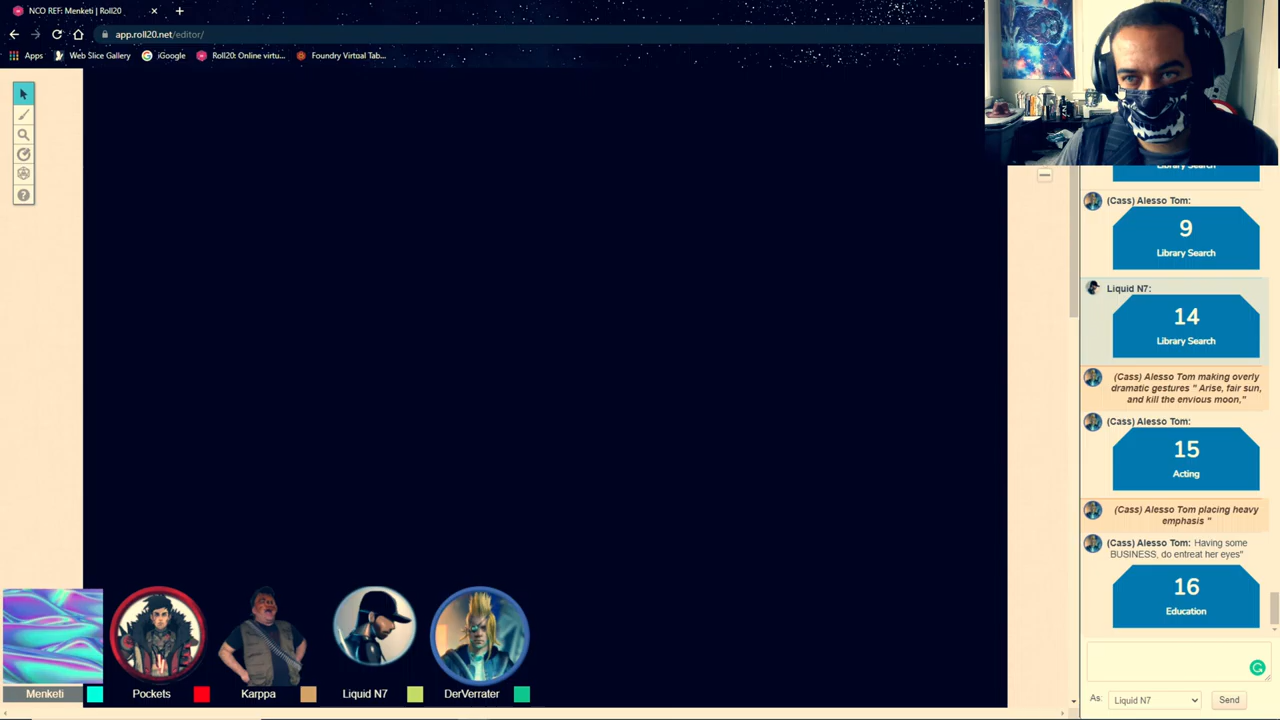 NCO REF: Menketi | Roll20
app.roll20.net/editor/
Apps
Web Slice Gallery
iGoogle
Roll20: Online virtu...
Foundry Virtual Tab...
Library Search
(Cass) Alesso Tom:
9
Library Search
Liquid N7:
14
Library Search
(Cass) Alesso Tom making overly
dramatic gestures " Arise, fair sun,
and kill the envious moon,"
(Cass) Alesso Tom:
15
Acting
(Cass) Alesso Tom placing heavy
emphasis "
(Cass) Alesso Tom: Having some
BUSINESS, do entreat her eyes"
16
Education
As: Liquid N7 Send
Menketi
Pockets
Karppa
Liquid N7
DerVerrater